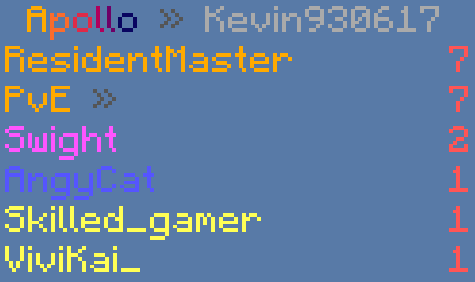 Apollo » Kevin930617
ResidentMaster 7
PvE » 7
Swight 2
AngyCat 1
Skilled_gamer 1
ViviKai_ 1